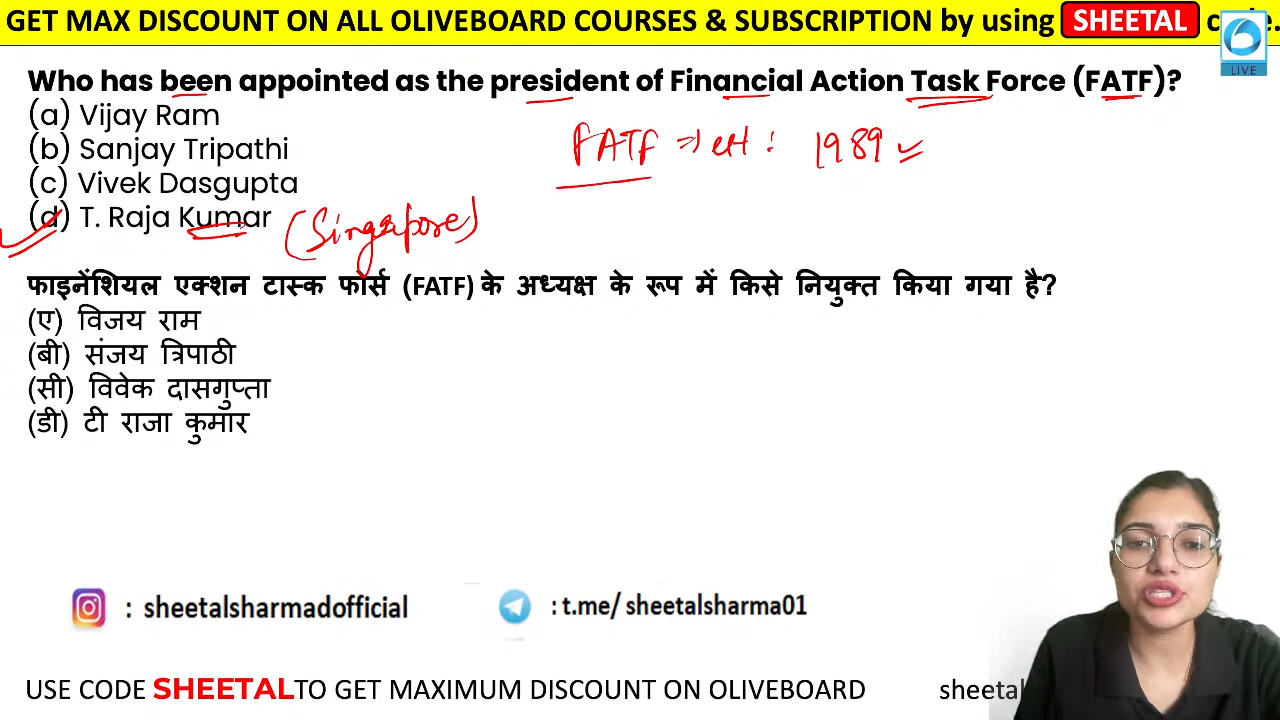 GET MAX DISCOUNT ON ALL OLIVEBOARD COURSES & SUBSCRIPTION by using SHEETAL code.
LIVE
Who has been appointed as the president of Financial Action Task Force (FATF)?
(a) Vijay Ram
(b) Sanjay Tripathi
(c) Vivek Dasgupta
(d) T. Raja Kumar
FATF => est : 1989
(Singapore)
फाइनेंशियल एक्शन टास्क फोर्स (FATF) के अध्यक्ष के रूप में किसे नियुक्त किया गया है?
(ए) विजय राम
(बी) संजय त्रिपाठी
(सी) विवेक दासगुप्ता
(डी) टी राजा कुमार
: sheetalsharmadofficial
: t.me/ sheetalsharma01
USE CODE SHEETALTO GET MAXIMUM DISCOUNT ON OLIVEBOARD
sheetal